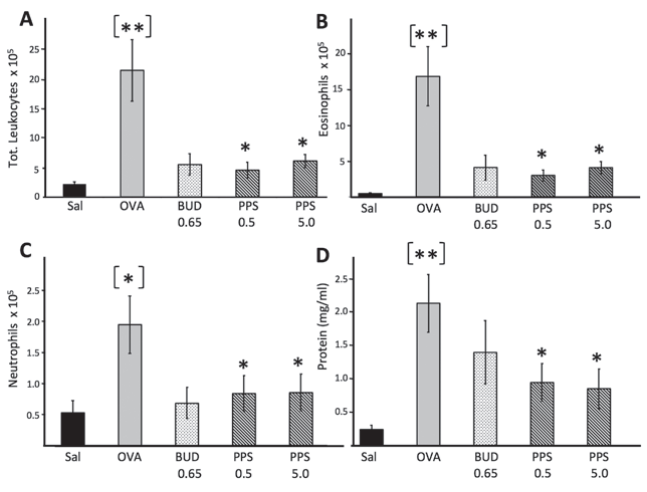 A
Tot. Leukocytes x 10⁵
25
20
15
10
5
0
[**]
*
*
Sal OVA BUD PPS PPS
0.65 0.5 5.0
B
Eosinophils x 10⁵
20
15
10
5
[**]
*
*
Sal OVA BUD PPS PPS
0.65 0.5 5.0
C
Neutrophils x 10⁵
2.5
2.0
1.5
1.0
0.5
[*]
*
*
Sal OVA BUD PPS PPS
0.65 0.5 5.0
D
Protein (mg/ml)
2.5
2.0
1.5
1.0
0.5
[**]
*
*
Sal OVA BUD PPS PPS
0.65 0.5 5.0